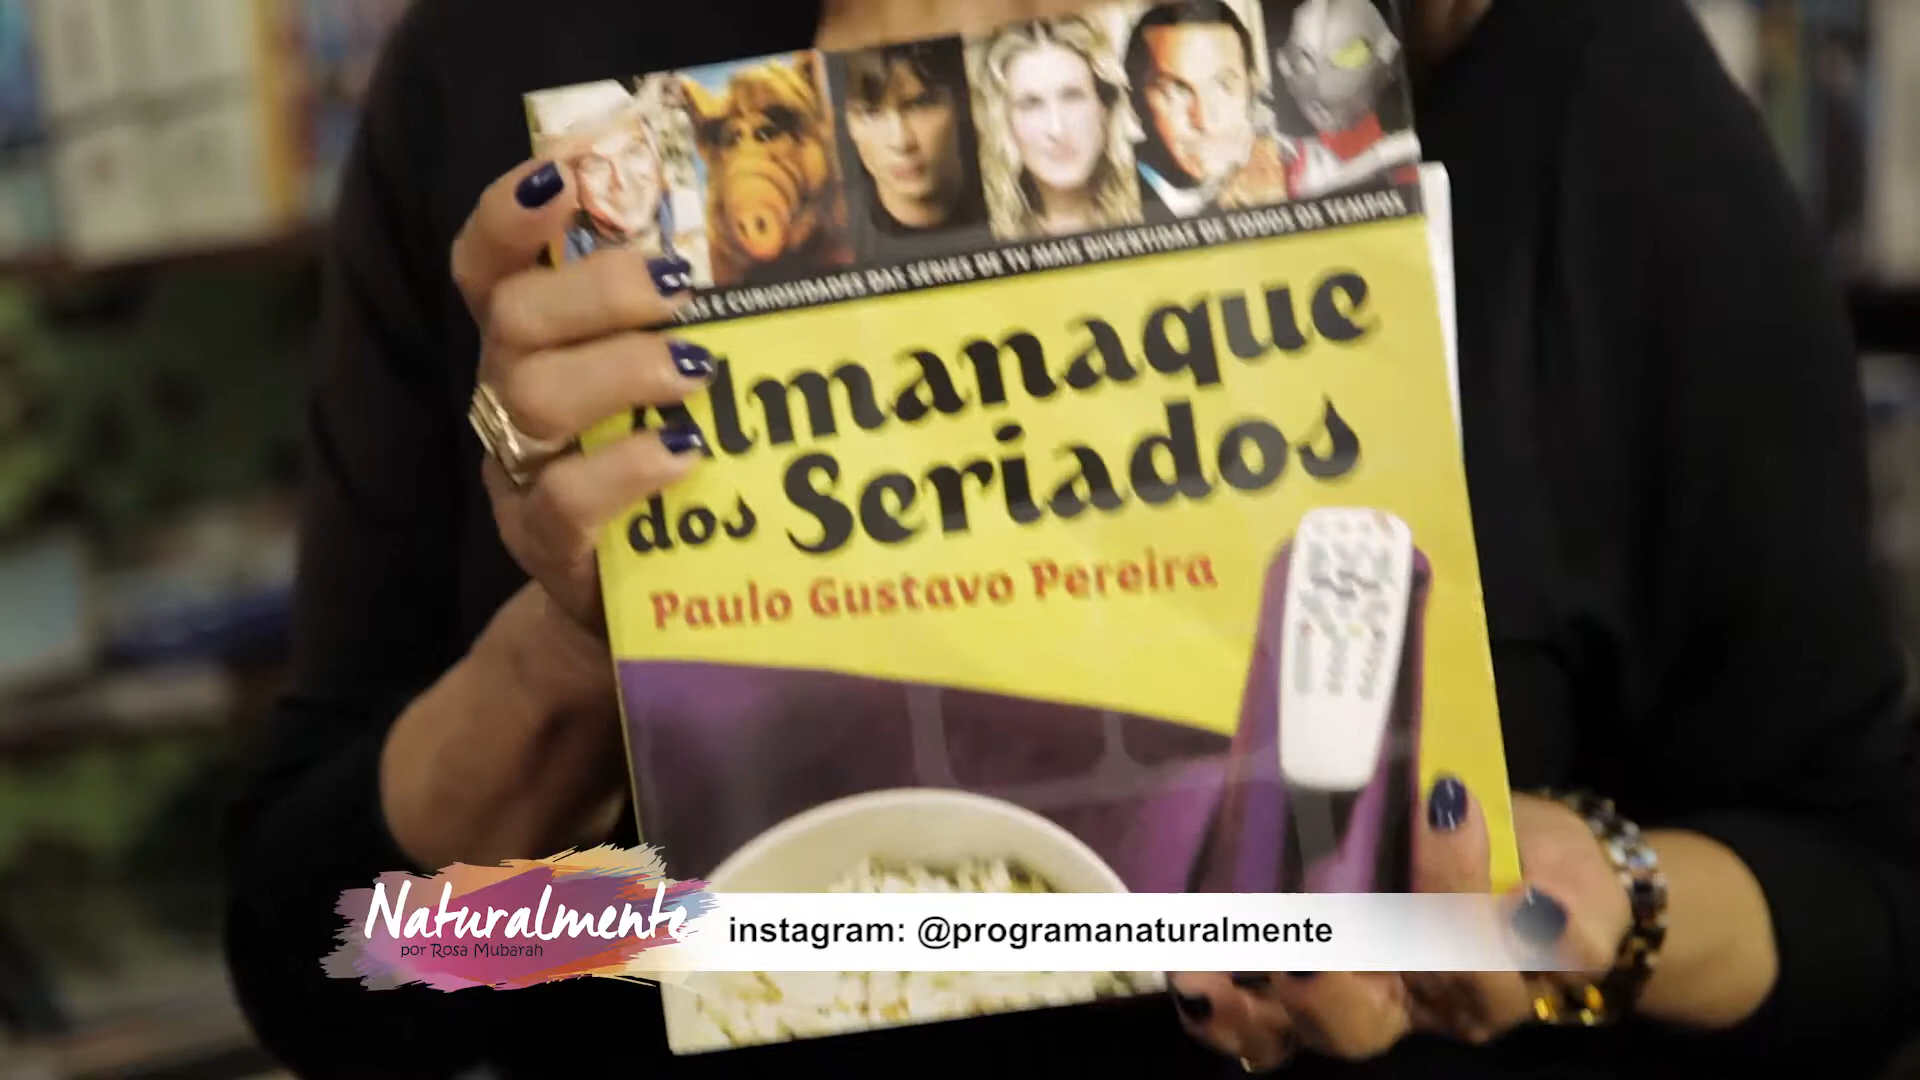 E CURIOSIDADES DAS SÉRIES DE TV MAIS DIVERTIDAS DE TODOS OS TEMPOS
Almanaque
dos Seriados
Paulo Gustavo Pereira
Naturalmente
por Rosa Mubarah
instagram: @programanaturalmente